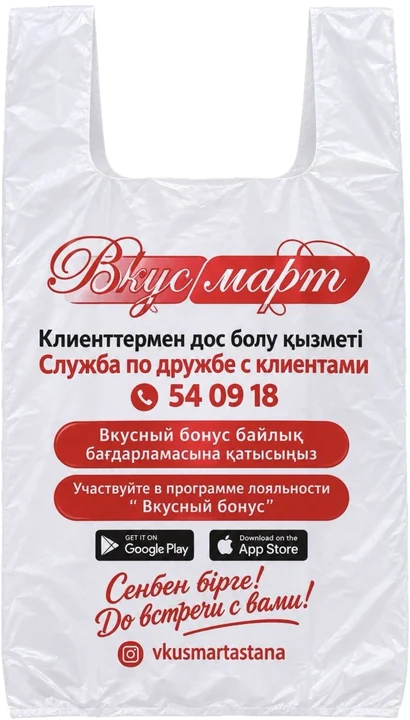 Вкус март
Клиенттермен дос болу қызметі
Служба по дружбе с клиентами
54 09 18
Вкусный бонус байлық
бағдарламасына қатысыңыз
Участвуйте в программе лояльности
“ Вкусный бонус”
GET IT ON
Google Play
Download on the
App Store
Сенбен бірге!
До встречи с вами!
vkusmartastana